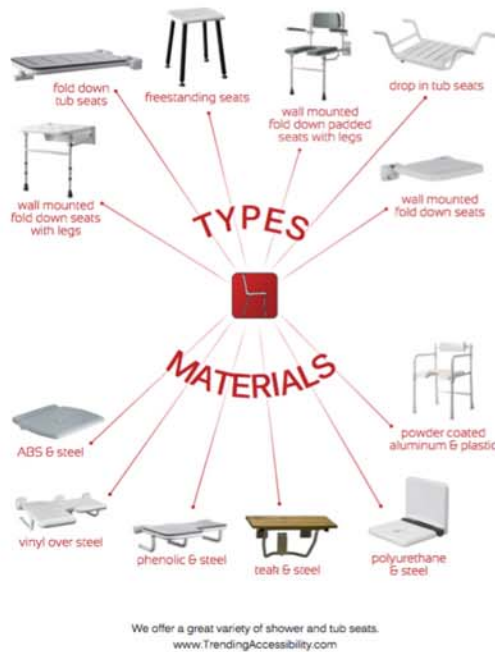 fold down
tub seats
freestanding seats
wall mounted
fold down padded
seats with legs
drop in tub seats
wall mounted
fold down seats
with legs
wall mounted
fold down seats
TYPES
MATERIALS
ABS & steel
powder coated
aluminum & plastic
vinyl over steel
phenolic & steel
teak & steel
polyurethane
& steel
We offer a great variety of shower and tub seats.
www.TrendingAccessibility.com